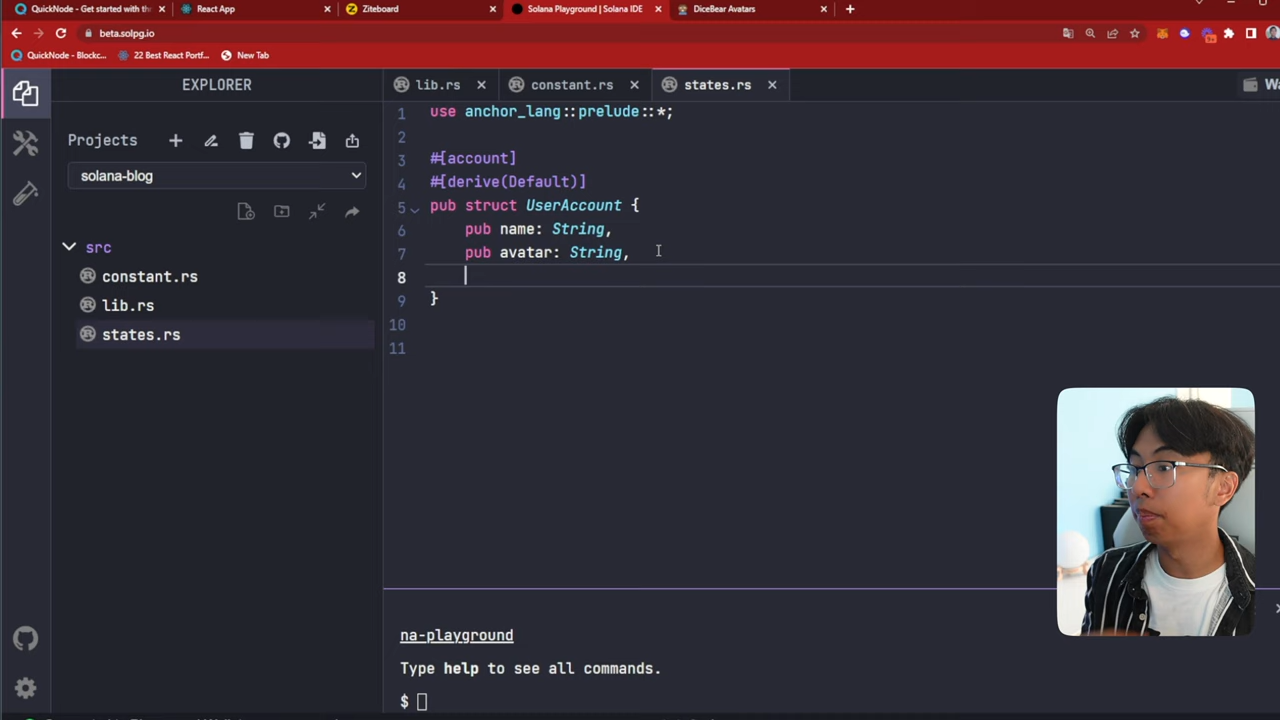 QuickNode - Get started with th
React App
Ziteboard
Solana Playground | Solana IDE
DiceBear Avatars
beta.solpg.io
QuickNode - Blockc...
22 Best React Portf...
New Tab
EXPLORER
lib.rs
constant.rs
states.rs
Wa
Projects
solana-blog
src
constant.rs
lib.rs
states.rs
1 use anchor_lang::prelude::*;
2
3 #[account]
4 #[derive(Default)]
5 pub struct UserAccount {
6 pub name: String,
7 pub avatar: String,
8
9 }
10
11
na-playground
Type help to see all commands.
$